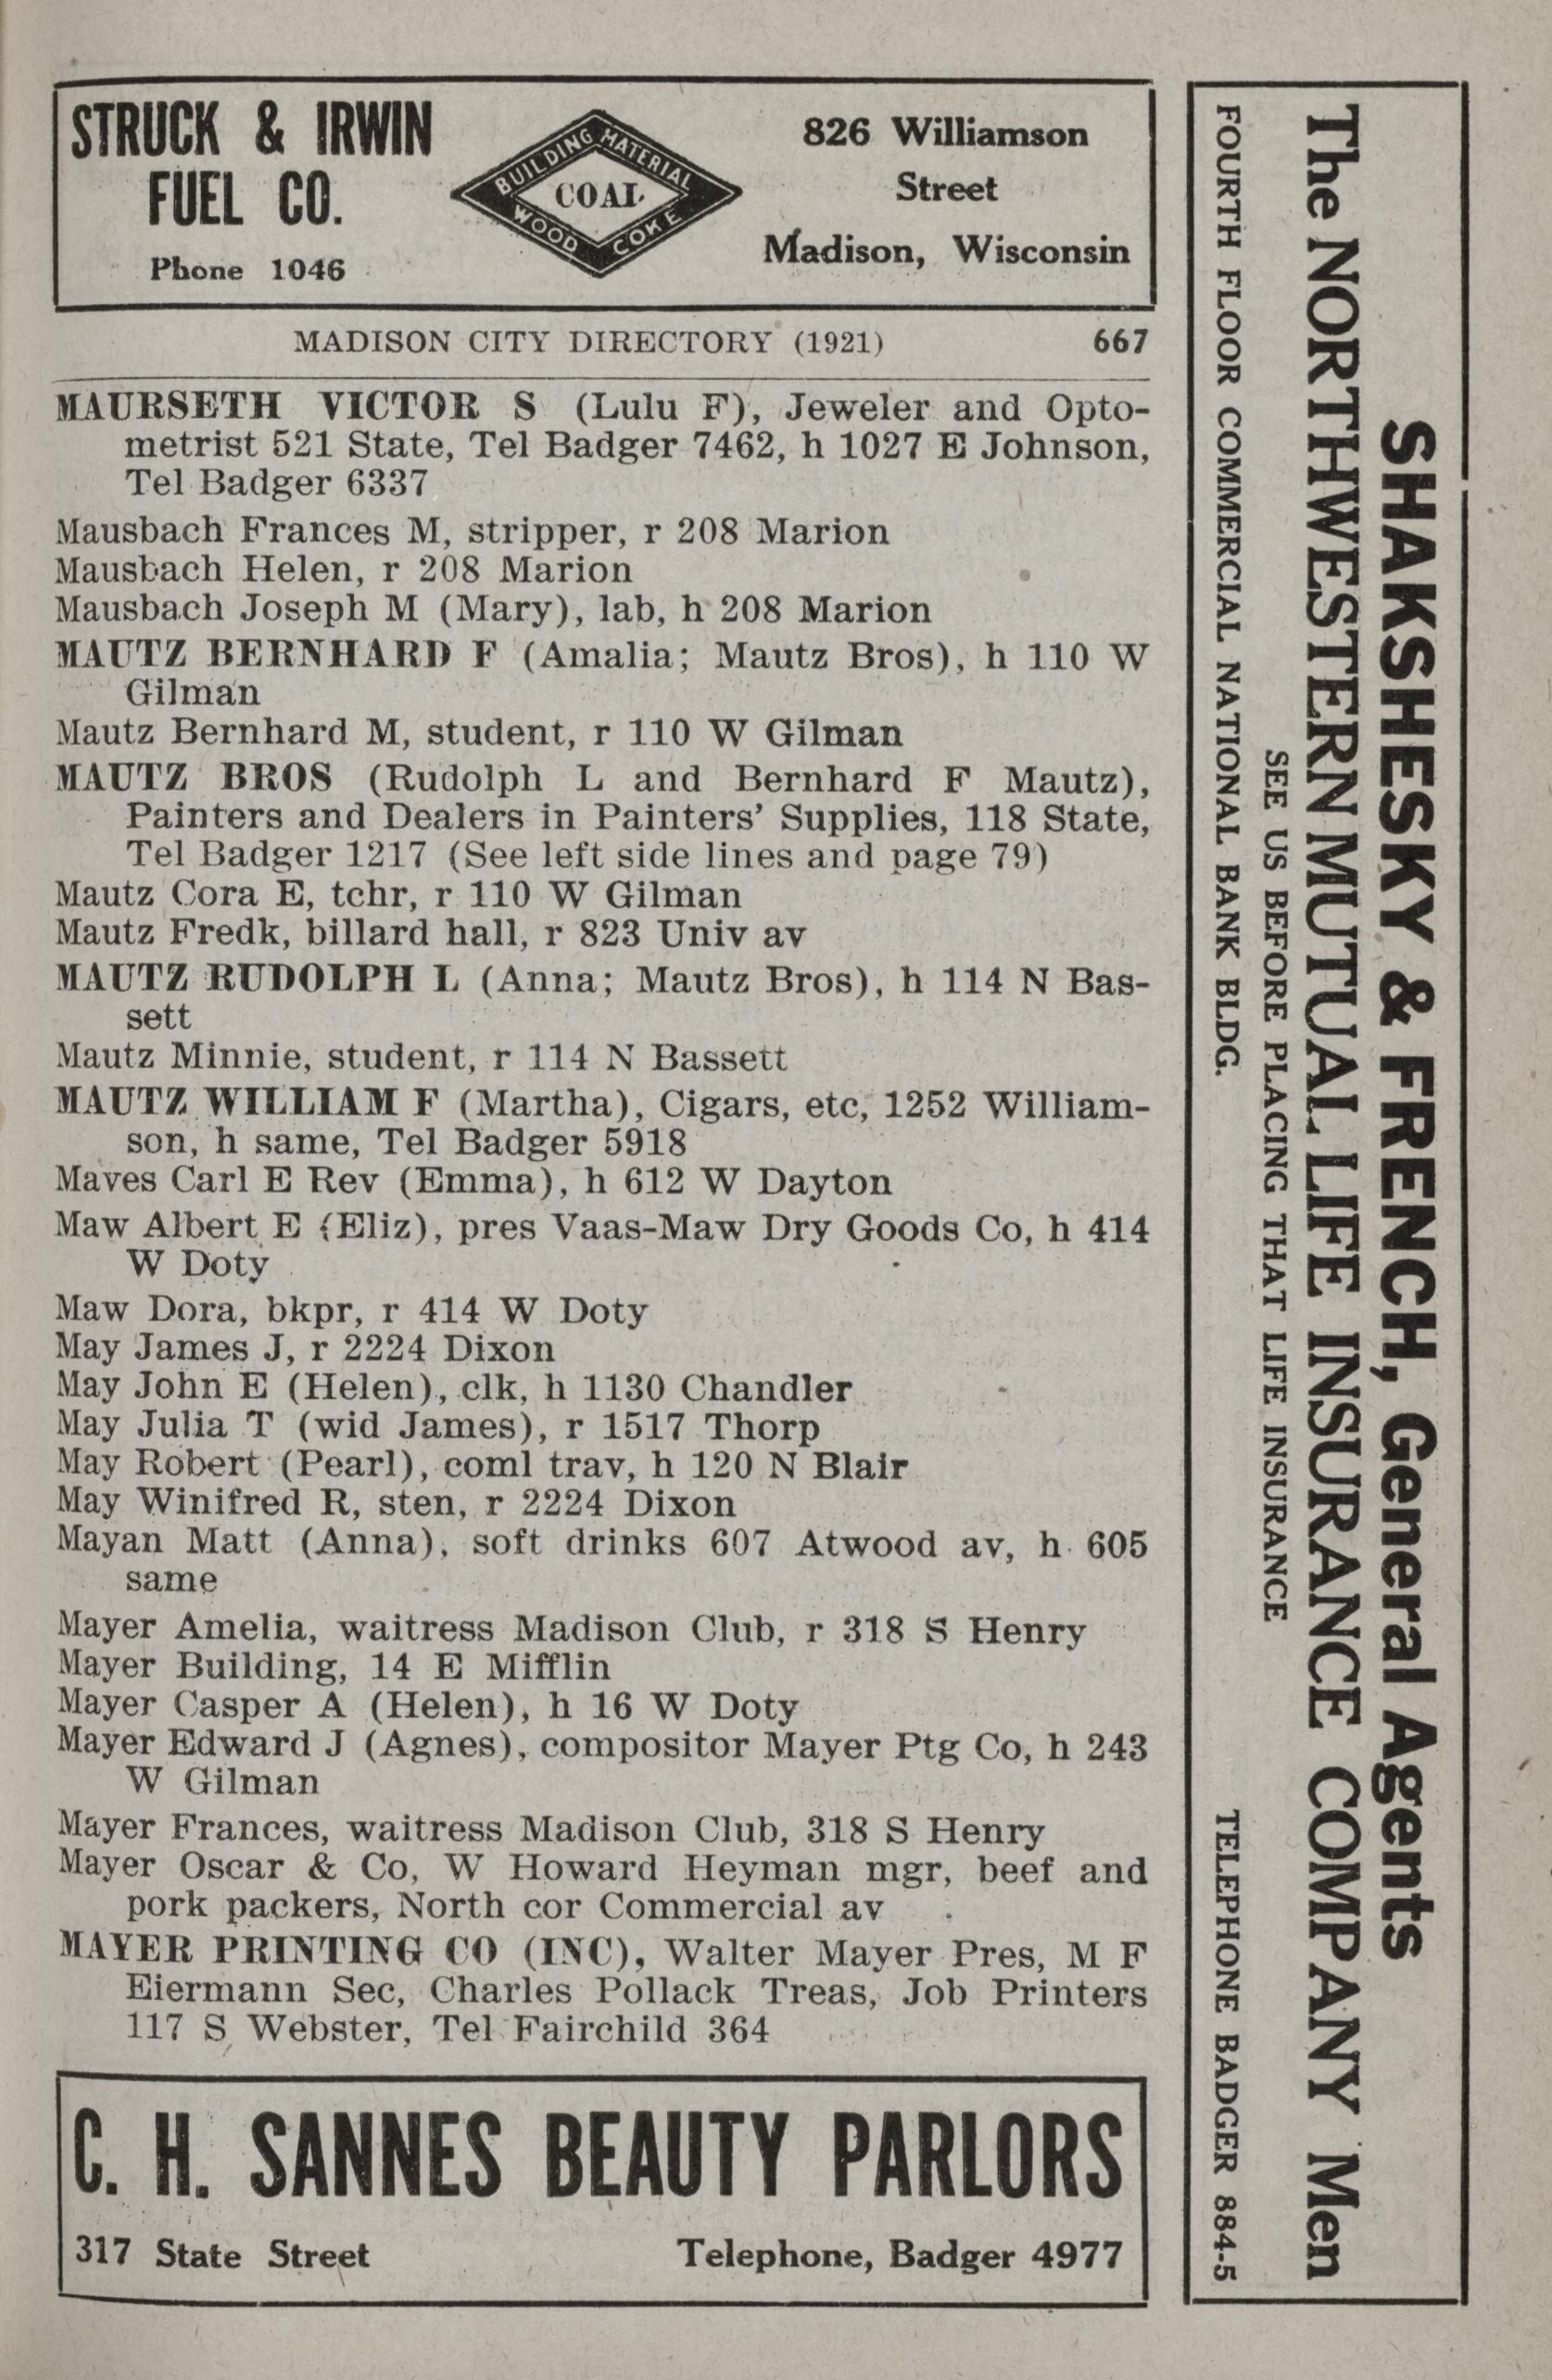 STRUCK & IRWIN
FUEL CO.
Phone 1046
BUILDING MATERIAL
COAL
WOOD COKE
826 Williamson
Street
Madison, Wisconsin
MADISON CITY DIRECTORY (1921) 667
MAURSETH VICTOR S (Lulu F), Jeweler and Opto-
metrist 521 State, Tel Badger 7462, h 1027 E Johnson,
Tel Badger 6337
Mausbach Frances M, stripper, r 208 Marion
Mausbach Helen, r 208 Marion
Mausbach Joseph M (Mary), lab, h 208 Marion
MAUTZ BERNHARD F (Amalia; Mautz Bros), h 110 W
Gilman
Mautz Bernhard M, student, r 110 W Gilman
MAUTZ BROS (Rudolph L and Bernhard F Mautz),
Painters and Dealers in Painters' Supplies, 118 State,
Tel Badger 1217 (See left side lines and page 79)
Mautz Cora E, tchr, r 110 W Gilman
Mautz Fredk, billard hall, r 823 Univ av
MAUTZ RUDOLPH L (Anna; Mautz Bros), h 114 N Bas-
sett
Mautz Minnie, student, r 114 N Bassett
MAUTZ WILLIAM F (Martha), Cigars, etc, 1252 William-
son, h same, Tel Badger 5918
Maves Carl E Rev (Emma), h 612 W Dayton
Maw Albert E (Eliz), pres Vaas-Maw Dry Goods Co, h 414
W Doty
Maw Dora, bkpr, r 414 W Doty
May James J, r 2224 Dixon
May John E (Helen), clk, h 1130 Chandler
May Julia T (wid James), r 1517 Thorp
May Robert (Pearl), coml trav, h 120 N Blair
May Winifred R, sten, r 2224 Dixon
Mayan Matt (Anna), soft drinks 607 Atwood av, h 605
same
Mayer Amelia, waitress Madison Club, r 318 S Henry
Mayer Building, 14 E Mifflin
Mayer Casper A (Helen), h 16 W Doty
Mayer Edward J (Agnes), compositor Mayer Ptg Co, h 243
W Gilman
Mayer Frances, waitress Madison Club, 318 S Henry
Mayer Oscar & Co, W Howard Heyman mgr, beef and
pork packers, North cor Commercial av
MAYER PRINTING CO (INC), Walter Mayer Pres, M F
Eiermann Sec, Charles Pollack Treas, Job Printers
117 S Webster, Tel Fairchild 364
C. H. SANNES BEAUTY PARLORS
317 State Street Telephone, Badger 4977
SHAKSHESKY & FRENCH, General Agents
The NORTHWESTERN MUTUAL LIFE INSURANCE COMPANY Men
SEE US BEFORE PLACING THAT LIFE INSURANCE
FOURTH FLOOR COMMERCIAL NATIONAL BANK BLDG. TELEPHONE BADGER 884-5